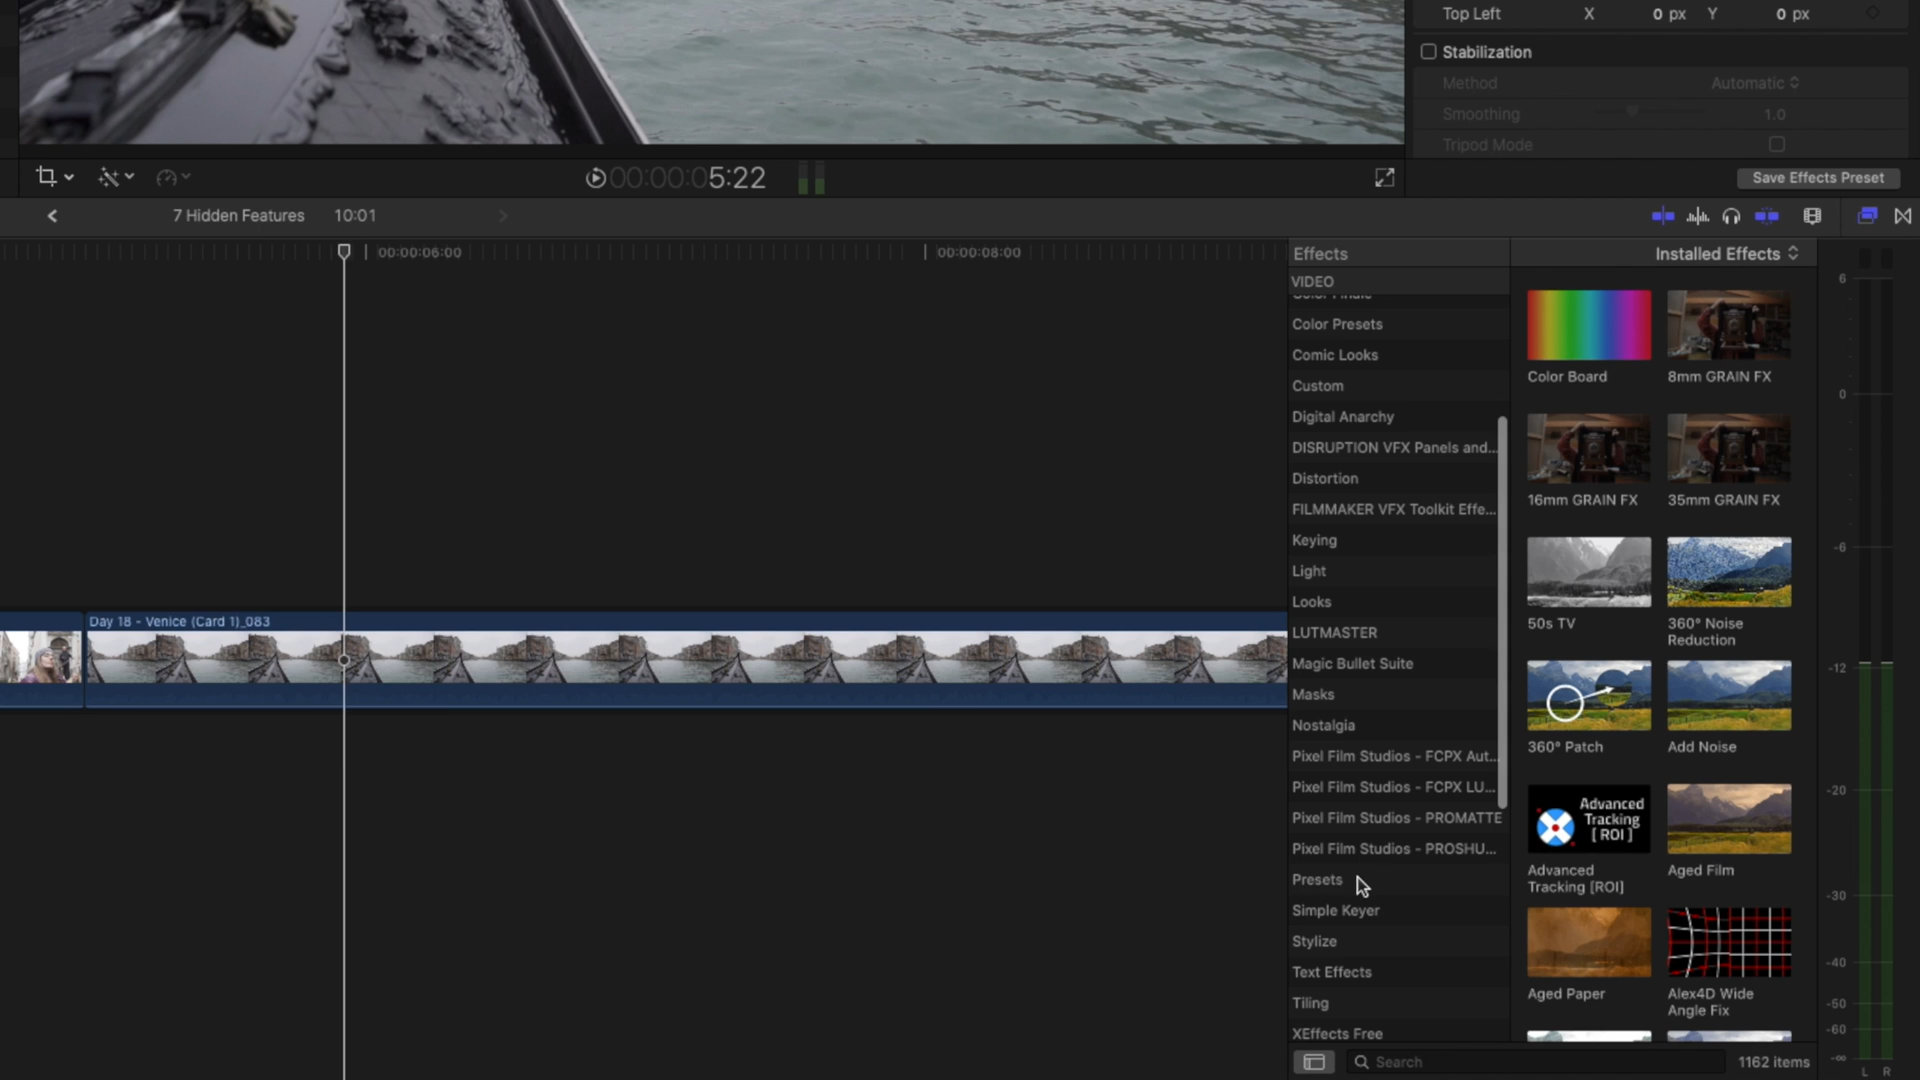 Top Left X 0 px Y 0 px
Stabilization
Method Automatic
Smoothing 1.0
Tripod Mode
00:00:05:22
Save Effects Preset
7 Hidden Features 10:01
00:00:06:00
00:00:08:00
Day 18 - Venice (Card 1)_083
Effects
Installed Effects
VIDEO
Color Presets
Comic Looks
Custom
Digital Anarchy
DISRUPTION VFX Panels and...
Distortion
FILMMAKER VFX Toolkit Effe...
Keying
Light
Looks
LUTMASTER
Magic Bullet Suite
Masks
Nostalgia
Pixel Film Studios - FCPX Aut...
Pixel Film Studios - FCPX LU...
Pixel Film Studios - PROMATTE
Pixel Film Studios - PROSHU...
Presets
Simple Keyer
Stylize
Text Effects
Tiling
XEffects Free
Color Board
8mm GRAIN FX
16mm GRAIN FX
35mm GRAIN FX
50s TV
360° Noise
Reduction
360° Patch
Add Noise
Advanced
Tracking
[ROI]
Advanced
Tracking [ROI]
Aged Film
Aged Paper
Alex4D Wide
Angle Fix
Search
1162 items
6
0
-6
-12
-20
-30
-40
-50
-60
-∞
L R